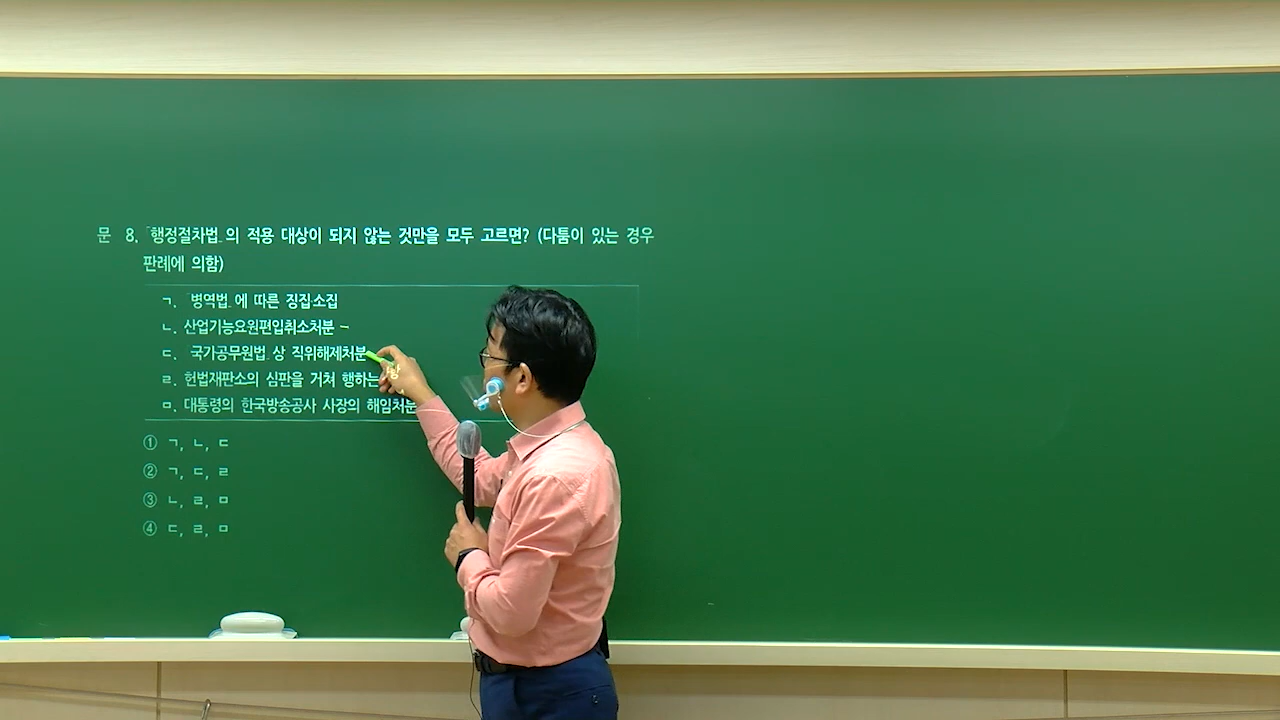 문 8. 「행정절차법」의 적용 대상이 되지 않는 것만을 모두 고르면? (다툼이 있는 경우
판례에 의함)
ㄱ. 「병역법」에 따른 징집·소집
ㄴ. 산업기능요원편입취소처분
ㄷ. 「국가공무원법」상 직위해제처분
ㄹ. 헌법재판소의 심판을 거쳐 행하는
ㅁ. 대통령의 한국방송공사 사장의 해임처분
① ㄱ, ㄴ, ㄷ
② ㄱ, ㄷ, ㄹ
③ ㄴ, ㄹ, ㅁ
④ ㄷ, ㄹ, ㅁ